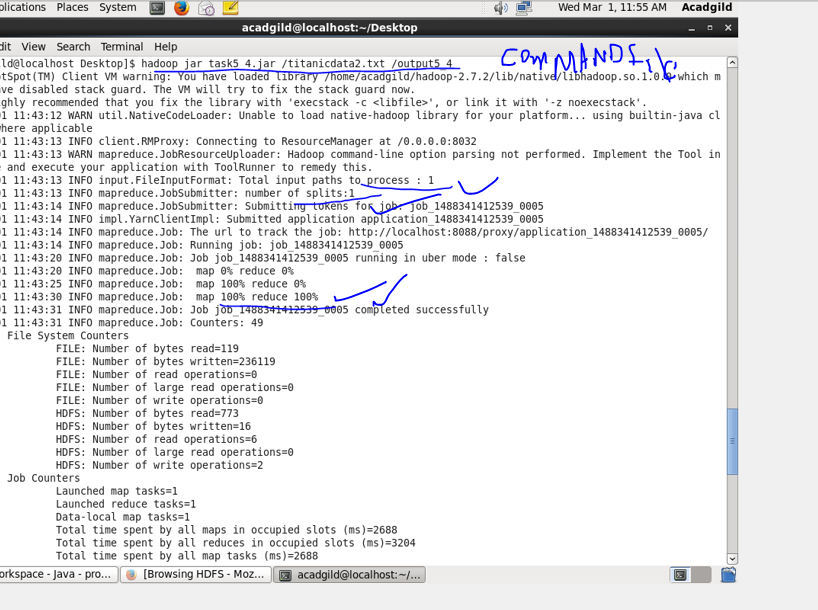 plications Places System Wed Mar 1, 11:55 AM Acadgild
acadgild@localhost:~/Desktop
dit View Search Terminal Help
gild@localhost Desktop]$ hadoop jar task5_4.jar /titanicdata2.txt /output5_4
otSpot(TM) Client VM warning: You have loaded library /home/acadgild/hadoop-2.7.2/lib/native/libhadoop.so.1.0.0 which m
ave disabled stack guard. The VM will try to fix the stack guard now.
ghly recommended that you fix the library with 'execstack -c <libfile>', or link it with '-z noexecstack'.
01 11:43:12 WARN util.NativeCodeLoader: Unable to load native-hadoop library for your platform... using builtin-java cl
where applicable
01 11:43:13 INFO client.RMProxy: Connecting to ResourceManager at /0.0.0.0:8032
01 11:43:13 WARN mapreduce.JobResourceUploader: Hadoop command-line option parsing not performed. Implement the Tool in
e and execute your application with ToolRunner to remedy this.
01 11:43:13 INFO input.FileInputFormat: Total input paths to process : 1
01 11:43:13 INFO mapreduce.JobSubmitter: number of splits:1
01 11:43:14 INFO mapreduce.JobSubmitter: Submitting tokens for job: job_1488341412539_0005
01 11:43:14 INFO impl.YarnClientImpl: Submitted application application_1488341412539_0005
01 11:43:14 INFO mapreduce.Job: The url to track the job: http://localhost:8088/proxy/application_1488341412539_0005/
01 11:43:14 INFO mapreduce.Job: Running job: job_1488341412539_0005
01 11:43:20 INFO mapreduce.Job: Job job_1488341412539_0005 running in uber mode : false
01 11:43:20 INFO mapreduce.Job: map 0% reduce 0%
01 11:43:25 INFO mapreduce.Job: map 100% reduce 0%
01 11:43:30 INFO mapreduce.Job: map 100% reduce 100%
01 11:43:31 INFO mapreduce.Job: Job job_1488341412539_0005 completed successfully
01 11:43:31 INFO mapreduce.Job: Counters: 49
File System Counters
FILE: Number of bytes read=119
FILE: Number of bytes written=236119
FILE: Number of read operations=0
FILE: Number of large read operations=0
FILE: Number of write operations=0
HDFS: Number of bytes read=773
HDFS: Number of bytes written=16
HDFS: Number of read operations=6
HDFS: Number of large read operations=0
HDFS: Number of write operations=2
Job Counters
Launched map tasks=1
Launched reduce tasks=1
Data-local map tasks=1
Total time spent by all maps in occupied slots (ms)=2688
Total time spent by all reduces in occupied slots (ms)=3204
Total time spent by all map tasks (ms)=2688
orkspace - Java - pro... [Browsing HDFS - Moz... acadgild@localhost:~/...